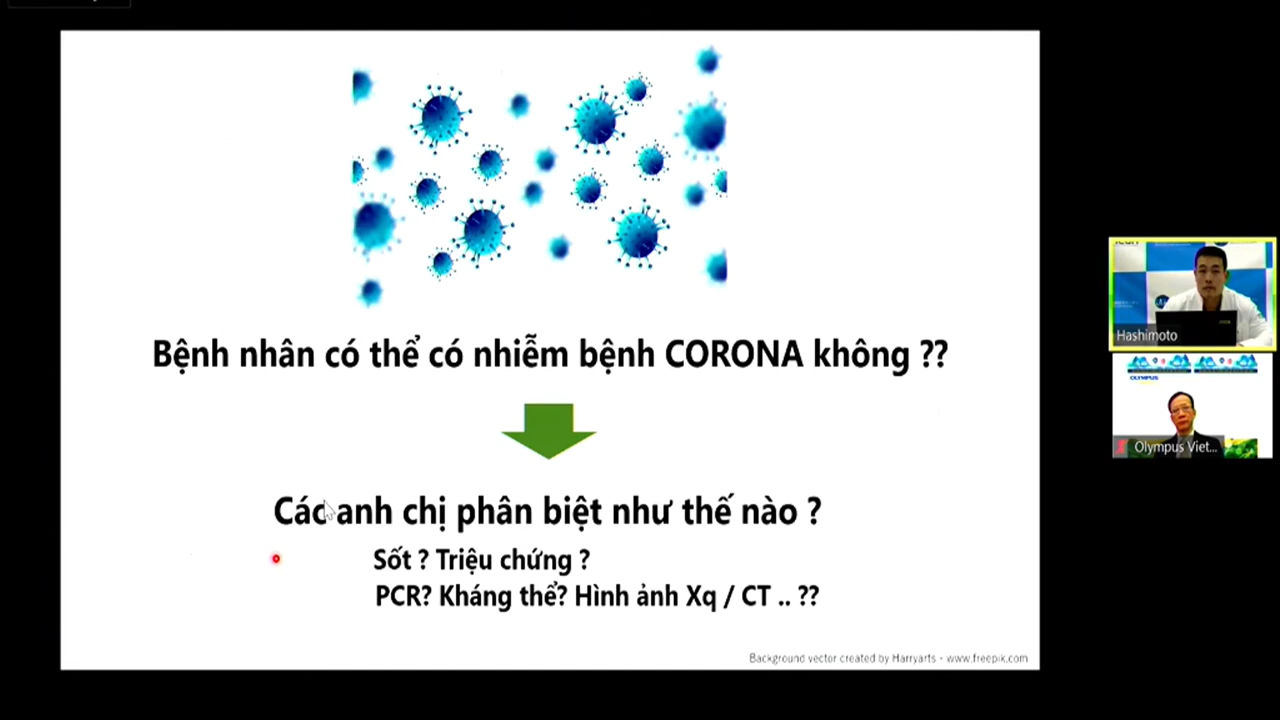 Bệnh nhân có thể có nhiễm bệnh CORONA không ??
Các anh chị phân biệt như thế nào ?
Sốt ? Triệu chứng ?
PCR? Kháng thể? Hình ảnh Xq / CT .. ??
Background vector created by Harryarts - www.freepik.com
Hashimoto
OLYMPUS
Olympus Viet...